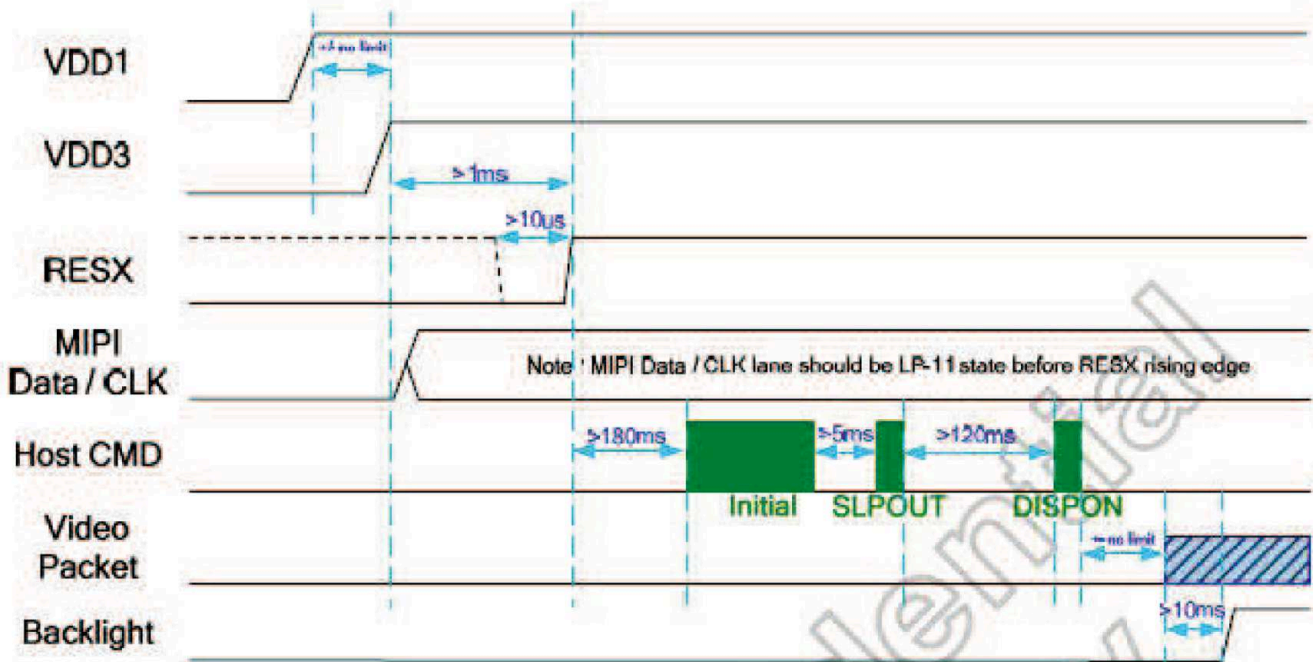 VDD1
+/- no limit
VDD3
>1ms
>10us
RESX
MIPI
Data / CLK
Note : MIPI Data / CLK lane should be LP-11 state before RESX rising edge
Host CMD
>180ms
>5ms
>120ms
Initial
SLPOUT
DISPON
Video
Packet
+/- no limit
>10ms
Backlight